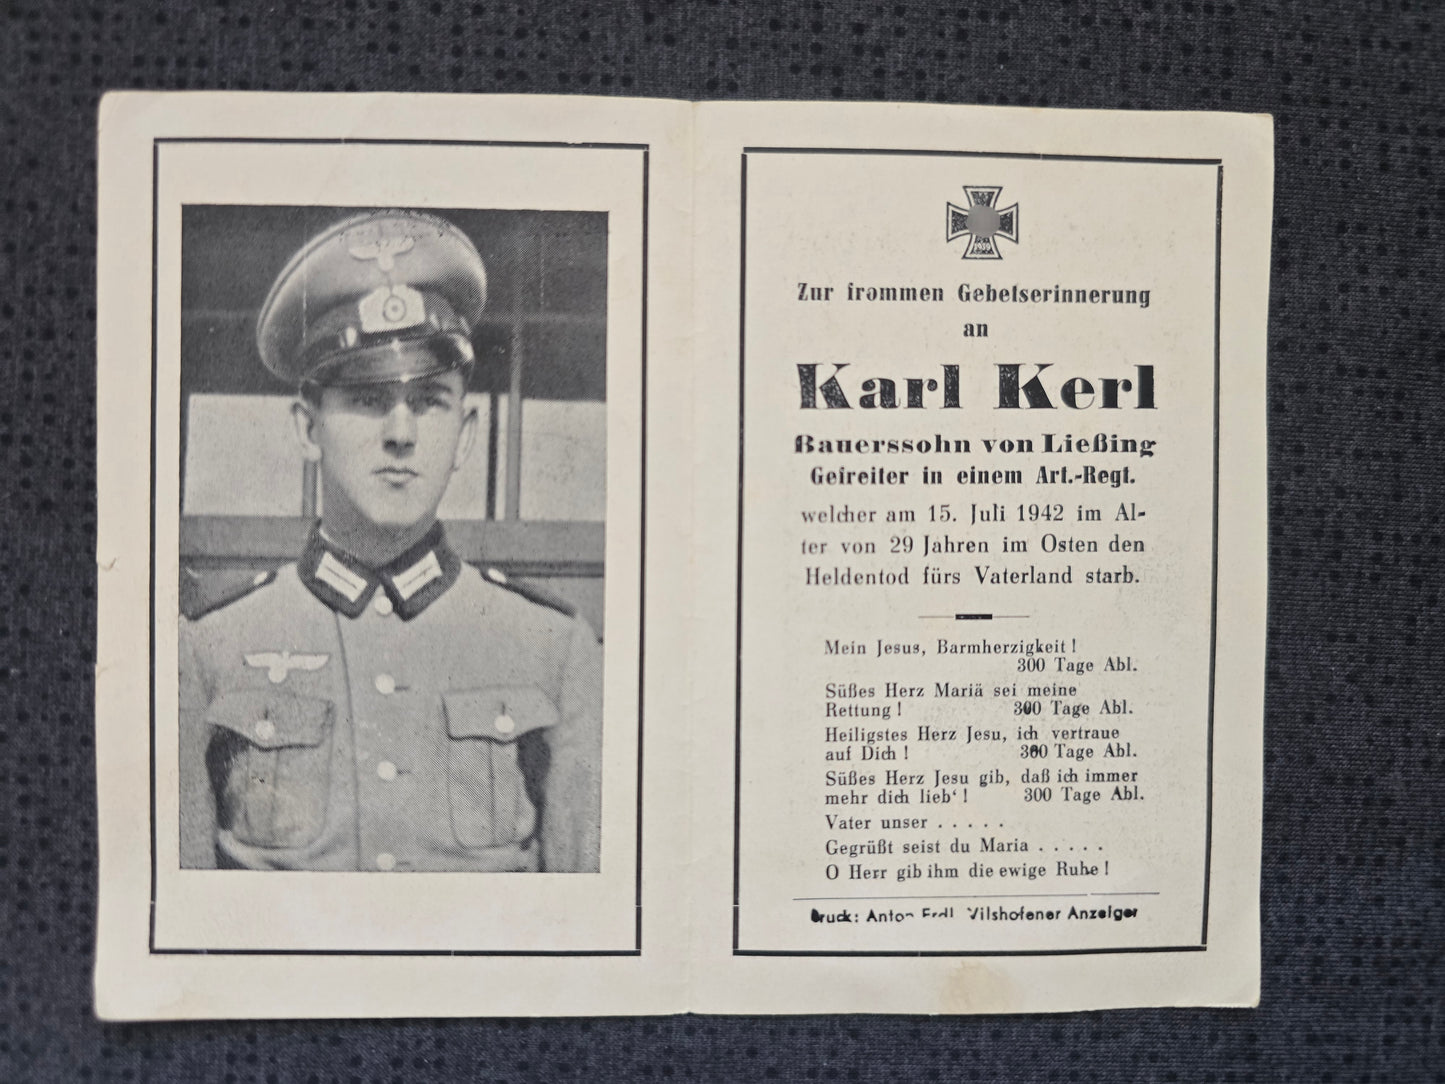 1939
Zur frommen Gebetserinnerung
an
Karl Kerl
Bauerssohn von Ließing
Gefreiter in einem Art.-Regt.
welcher am 15. Juli 1942 im Al-
ter von 29 Jahren im Osten den
Heldentod fürs Vaterland starb.
Mein Jesus, Barmherzigkeit !
300 Tage Abl.
Süßes Herz Mariä sei meine
Rettung ! 300 Tage Abl.
Heiligstes Herz Jesu, ich vertraue
auf Dich ! 300 Tage Abl.
Süßes Herz Jesu gib, daß ich immer
mehr dich lieb‘ ! 300 Tage Abl.
Vater unser . . . . .
Gegrüßt seist du Maria . . . . .
O Herr gib ihm die ewige Ruhe !
Druck: Anton Vilshofener Anzeiger